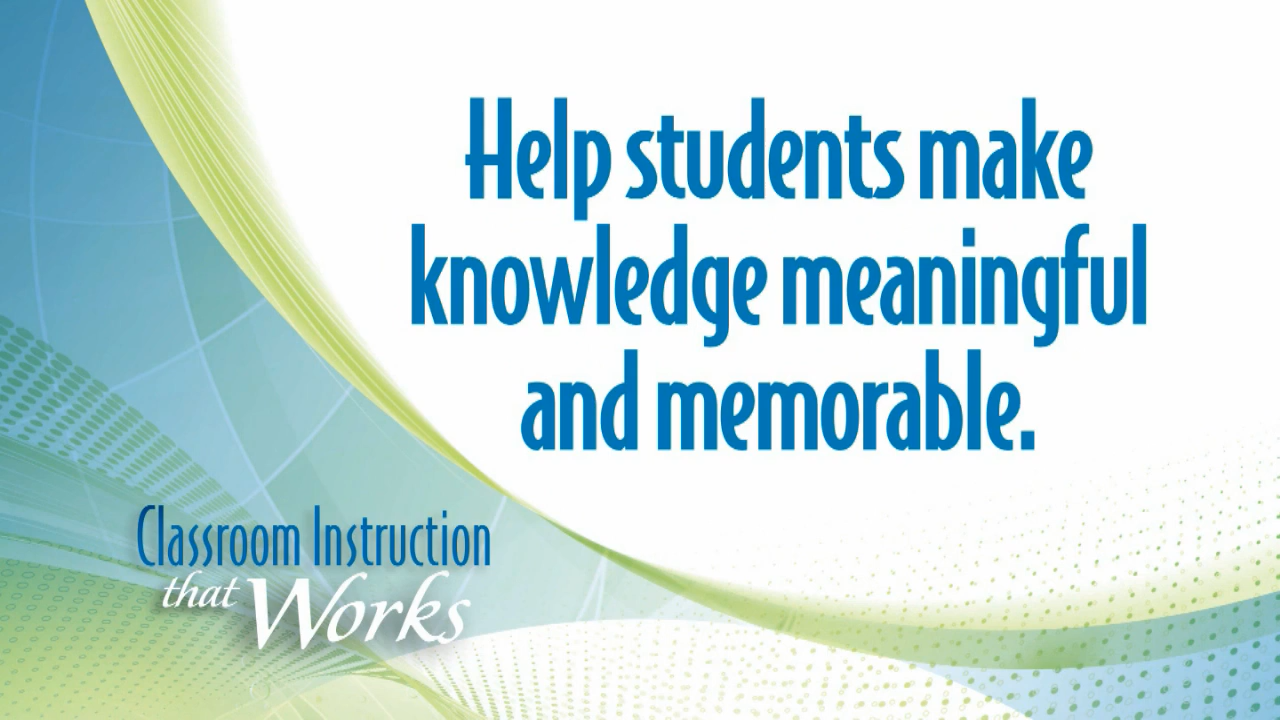 Help students make
knowledge meaningful
and memorable.
Classroom Instruction
that Works